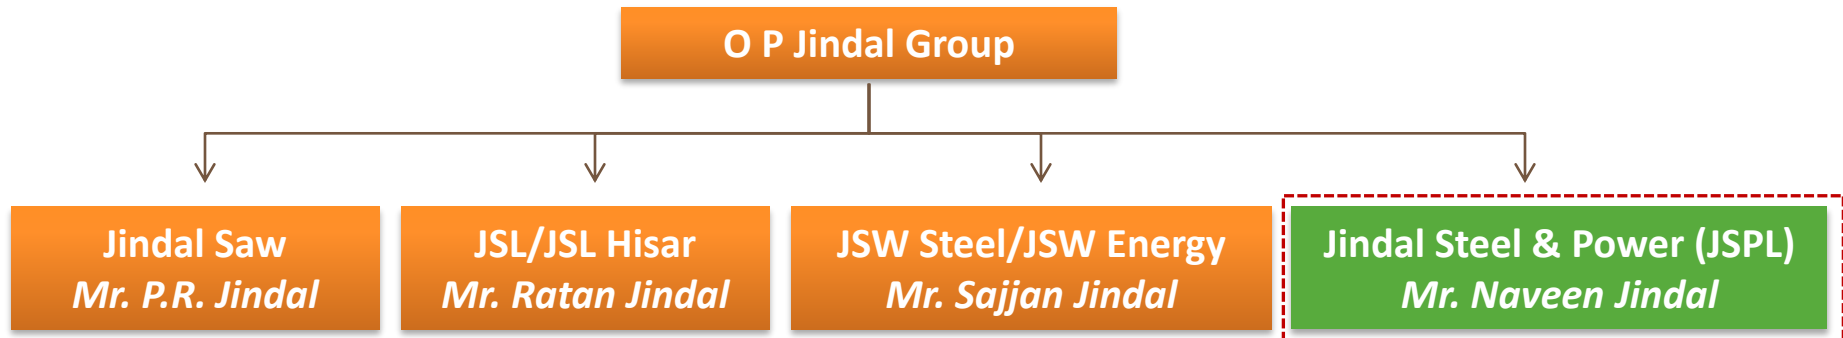 O P Jindal Group
Jindal Saw
Mr. P.R. Jindal
JSL/JSL Hisar
Mr. Ratan Jindal
JSW Steel/JSW Energy
Mr. Sajjan Jindal
Jindal Steel & Power (JSPL)
Mr. Naveen Jindal